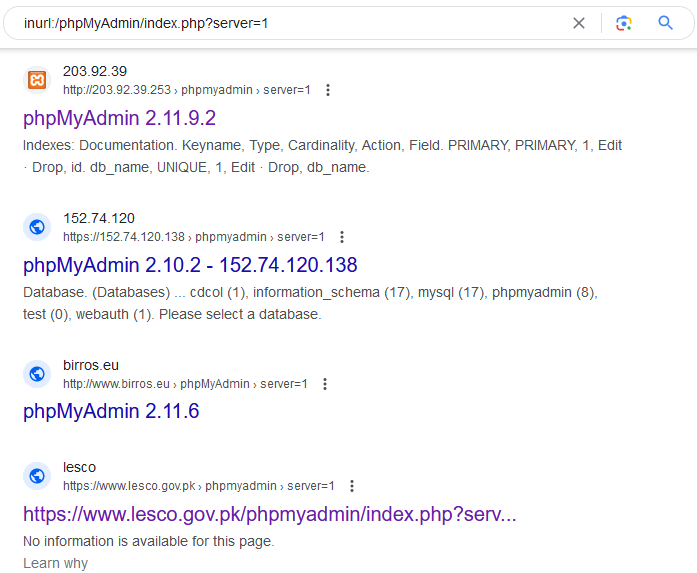 inurl:/phpMyAdmin/index.php?server=1
203.92.39
http://203.92.39.253 › phpmyadmin › server=1
phpMyAdmin 2.11.9.2
Indexes: Documentation. Keyname, Type, Cardinality, Action, Field. PRIMARY, PRIMARY, 1, Edit
· Drop, id. db_name, UNIQUE, 1, Edit · Drop, db_name.
152.74.120
https://152.74.120.138 › phpmyadmin › server=1
phpMyAdmin 2.10.2 - 152.74.120.138
Database. (Databases) ... cdcol (1), information_schema (17), mysql (17), phpmyadmin (8),
test (0), webauth (1). Please select a database.
birros.eu
http://www.birros.eu › phpMyAdmin › server=1
phpMyAdmin 2.11.6
lesco
https://www.lesco.gov.pk › phpmyadmin › server=1
https://www.lesco.gov.pk/phpmyadmin/index.php?serv...
No information is available for this page.
Learn why